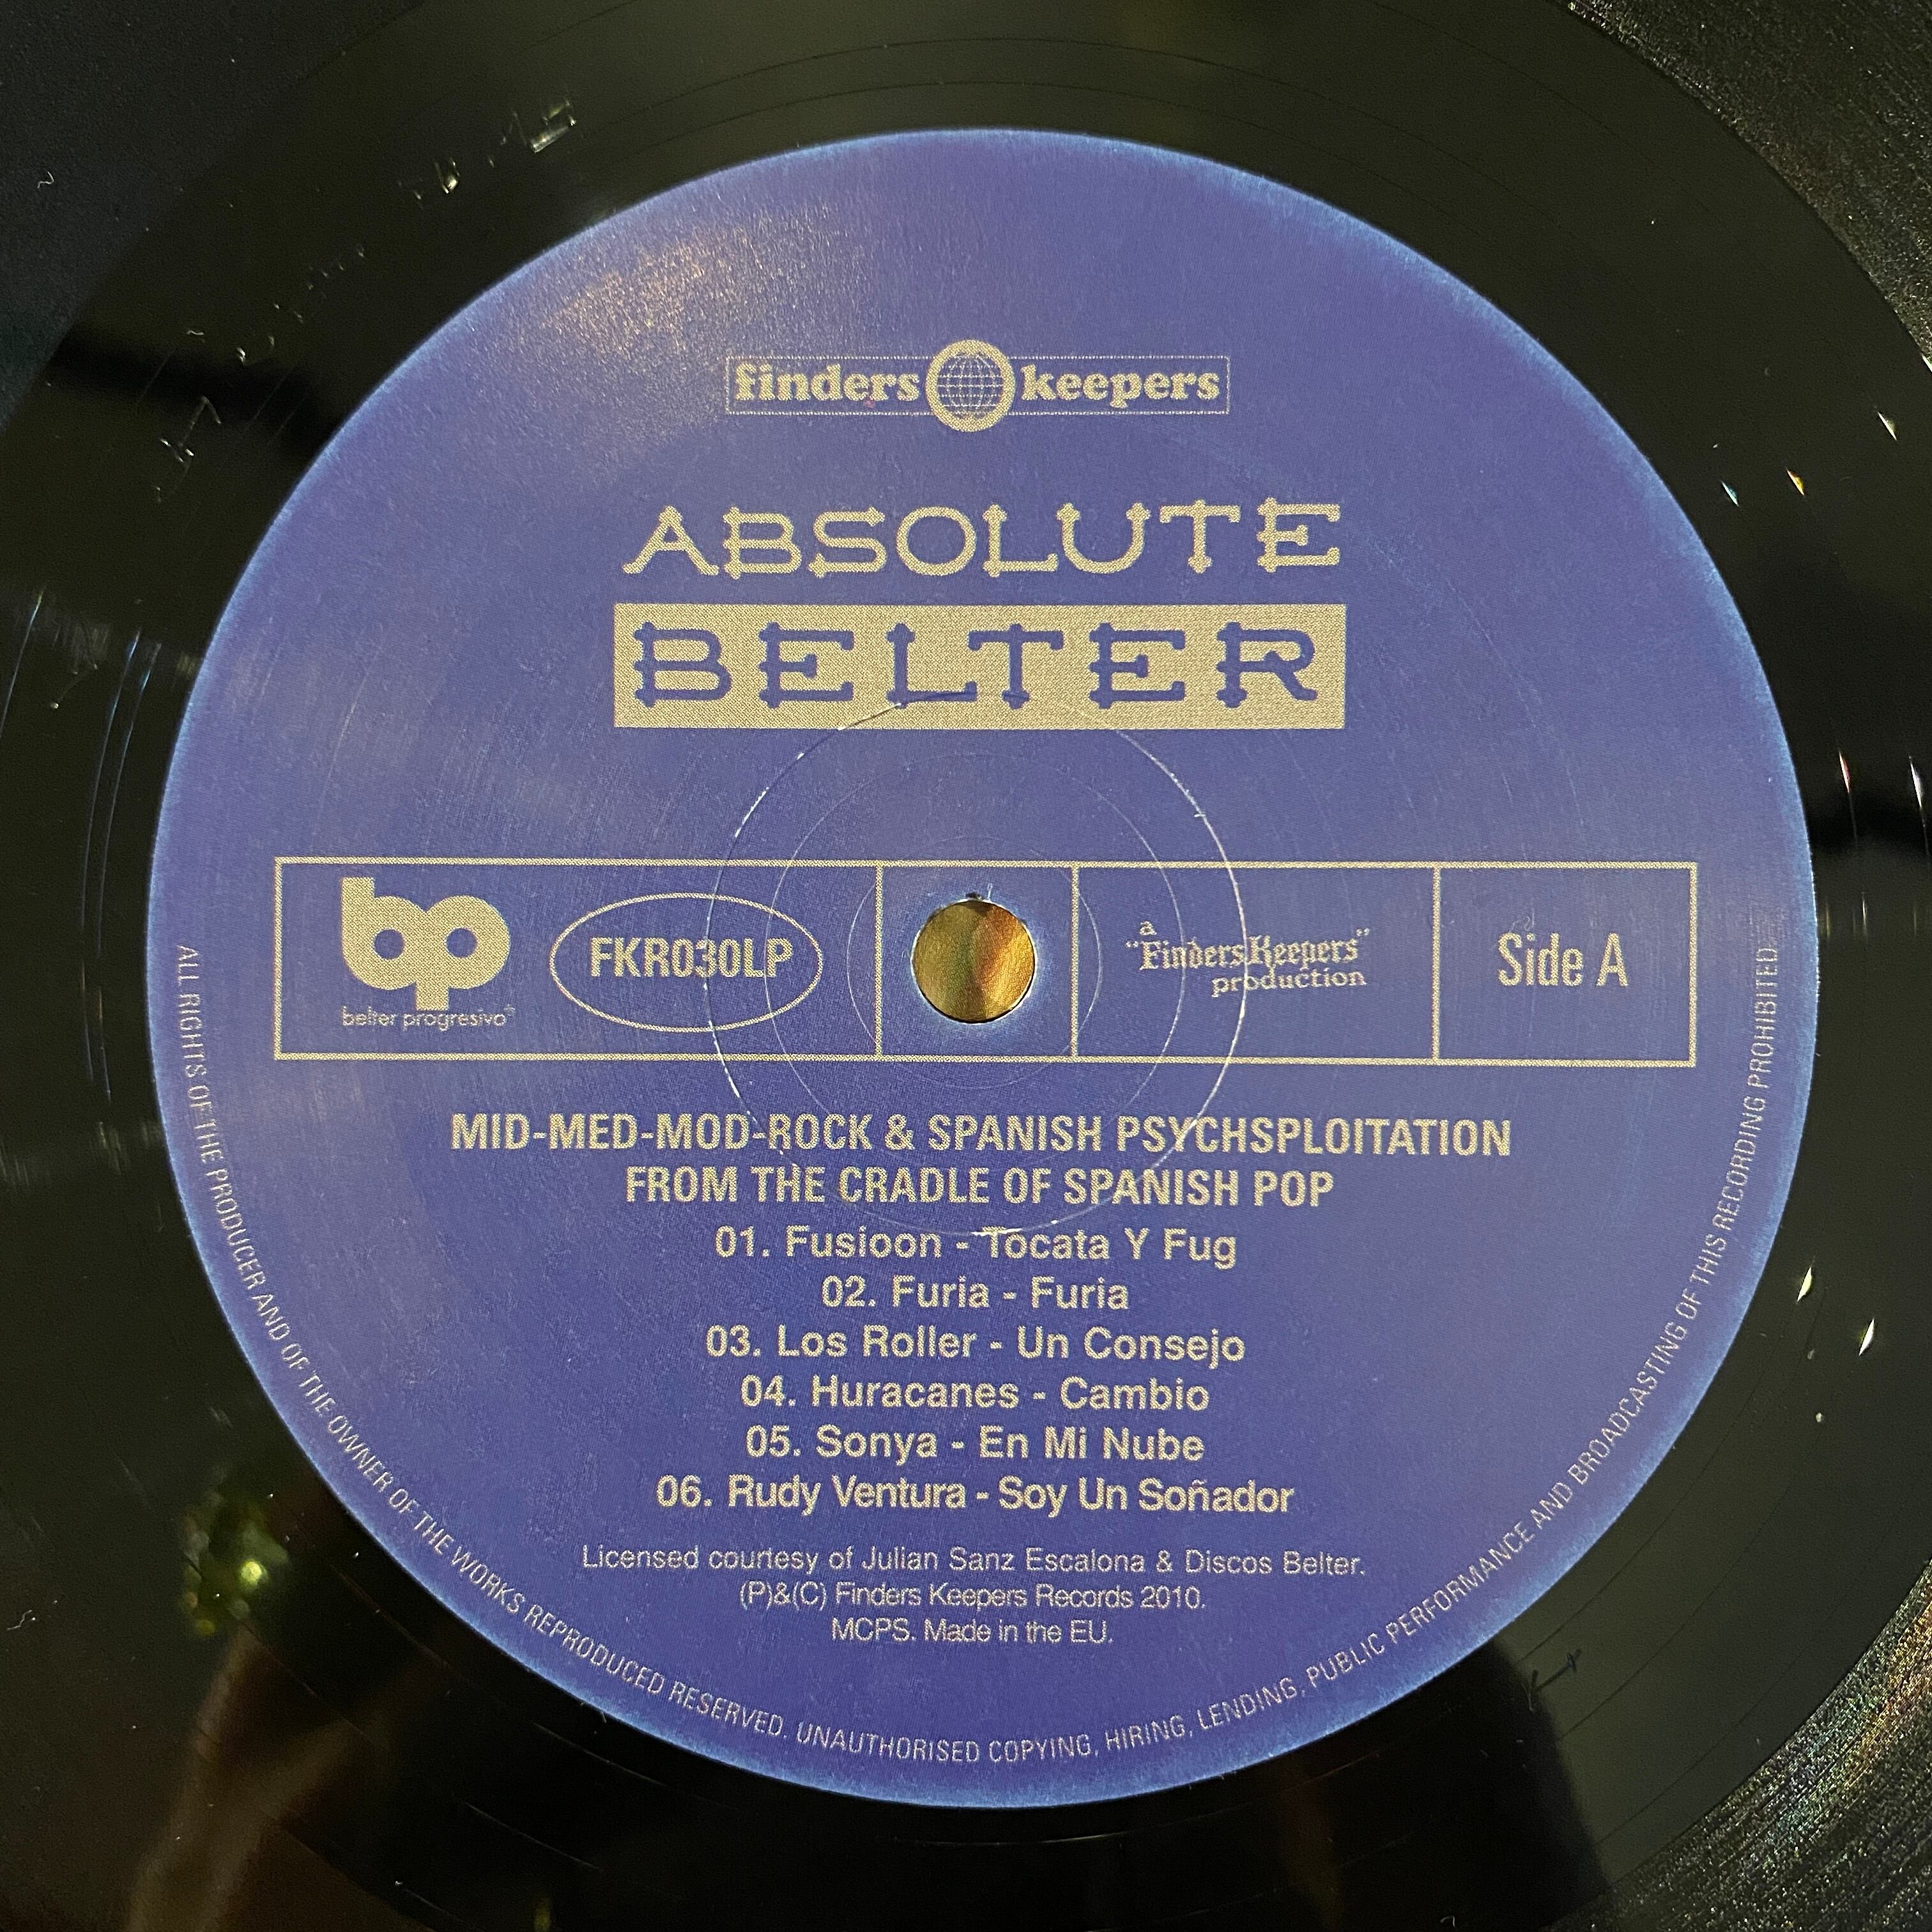 finders keepers
ABSOLUTE
BELTER
bp
belter progresivo
FKR030LP
a
"Finders Keepers"
production
Side A
MID-MED-MOD-ROCK & SPANISH PSYCHSPLOITATION
FROM THE CRADLE OF SPANISH POP
01. Fusioon - Tocata Y Fug
02. Furia - Furia
03. Los Roller - Un Consejo
04. Huracanes - Cambio
05. Sonya - En Mi Nube
06. Rudy Ventura - Soy Un Soñador
Licensed courtesy of Julian Sanz Escalona & Discos Belter.
(P)&(C) Finders Keepers Records 2010.
MCPS. Made in the EU.
ALL RIGHTS OF THE PRODUCER AND OF THE OWNER OF THE WORKS REPRODUCED RESERVED. UNAUTHORISED COPYING, HIRING, LENDING, PUBLIC PERFORMANCE AND BROADCASTING OF THIS RECORDING PROHIBITED.